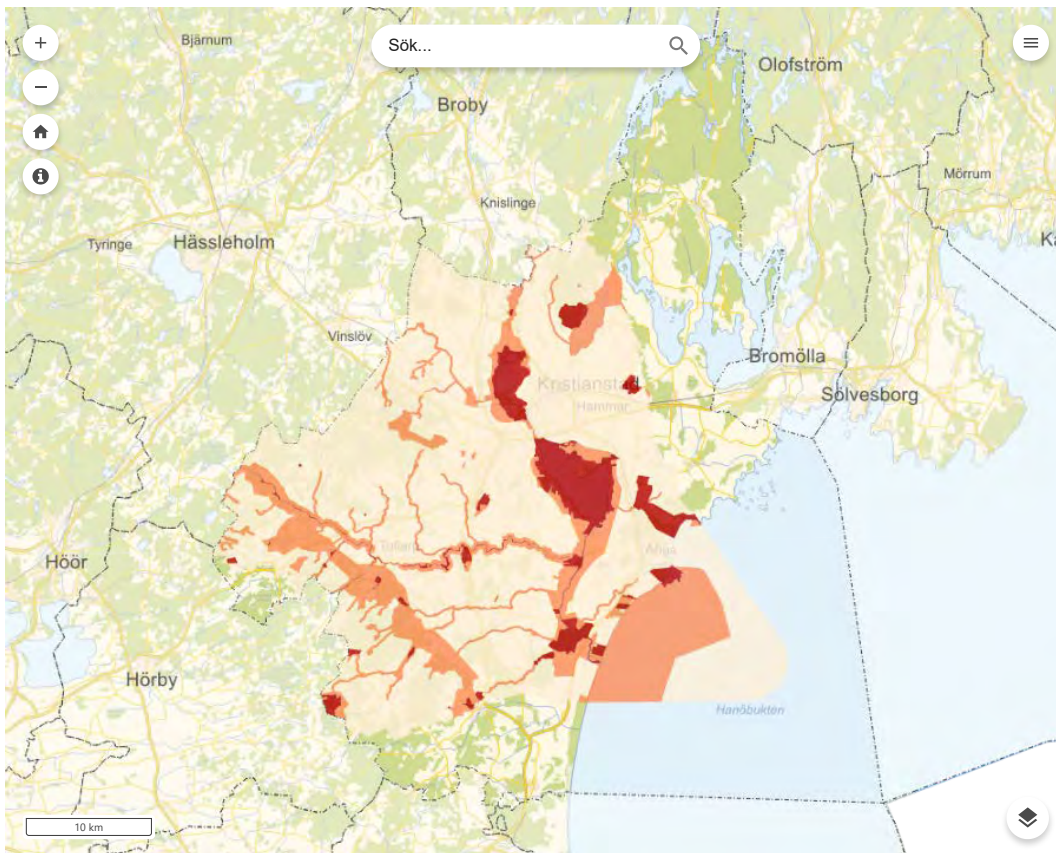 Bjärnum
Sök...
Olofström
Broby
Mörrum
Knislinge
Tyringe
Hässleholm
Vinslöv
Bromölla
Kristianstad
Sölvesborg
Hammar
Tollarp
Åhus
Höör
Hörby
Hanöbukten
10 km